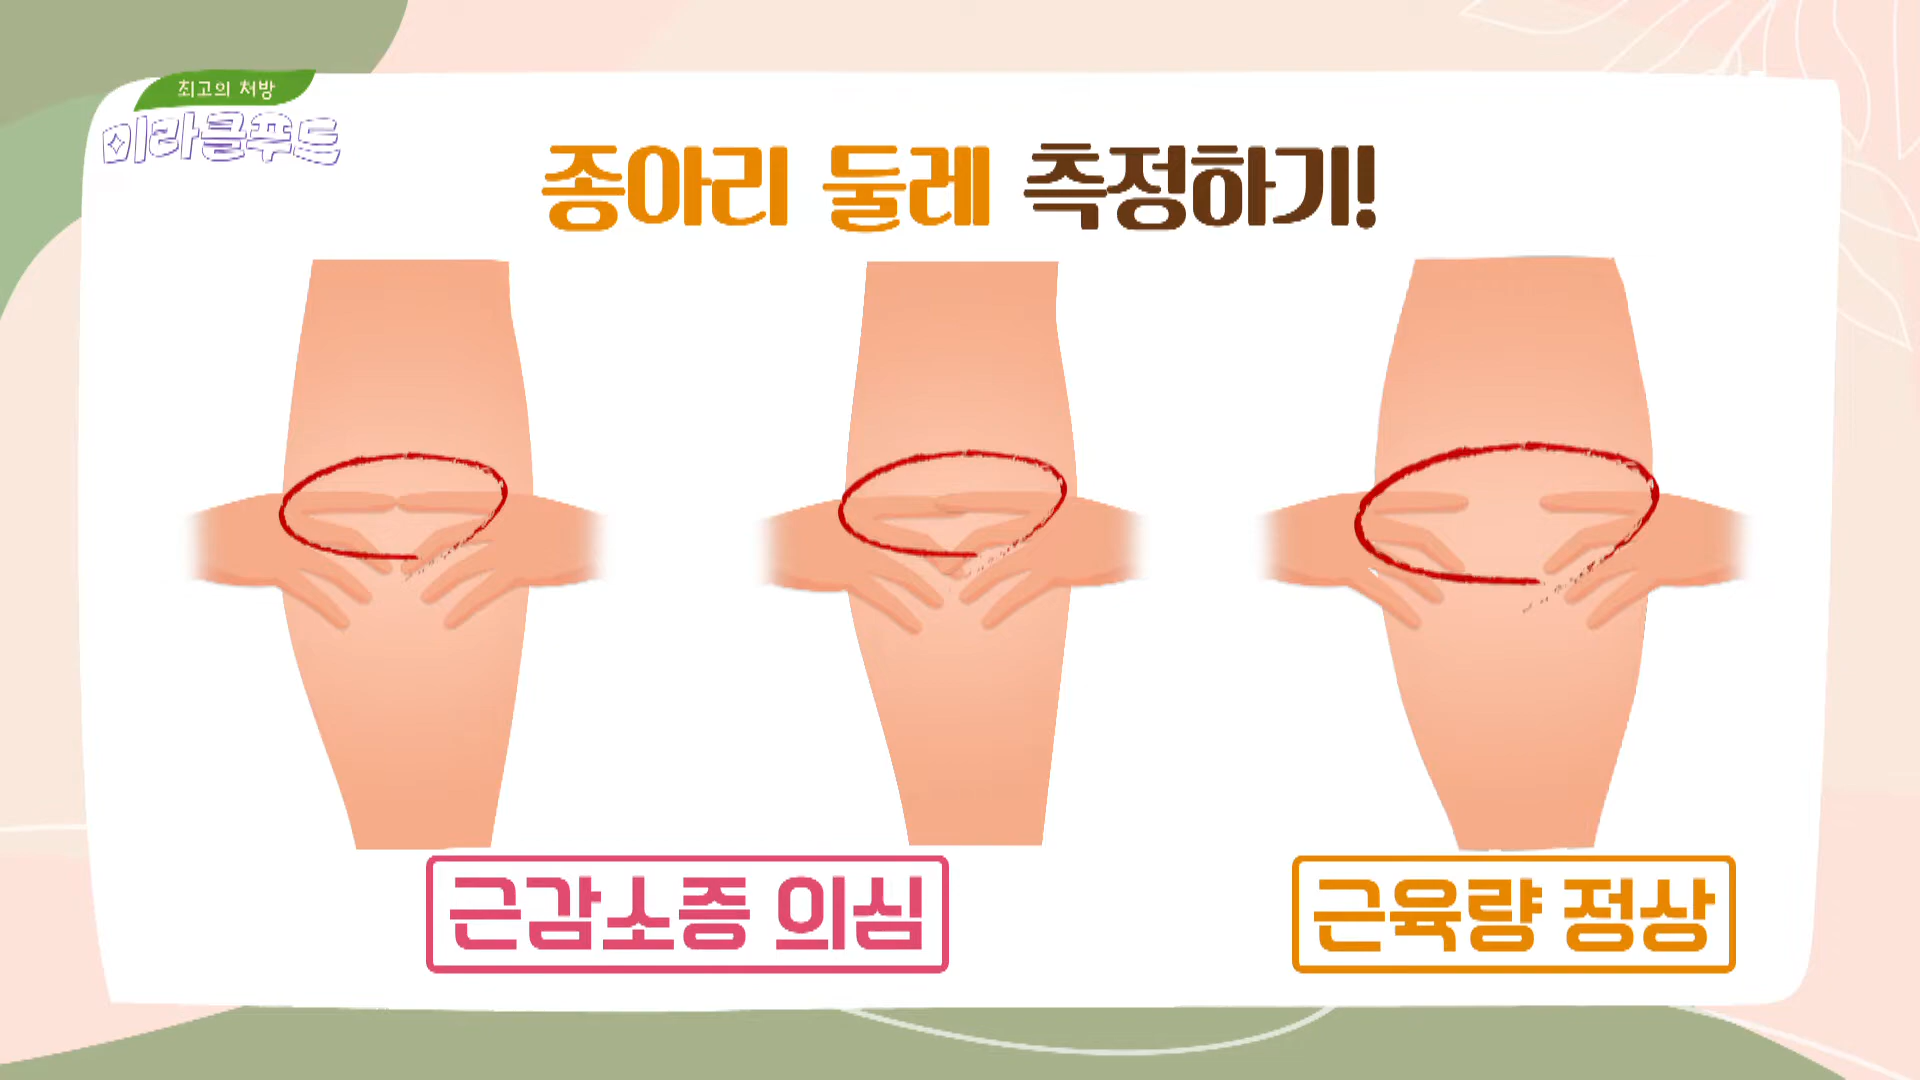 최고의 처방
미라클푸드
종아리 둘레 측정하기!
근감소증 의심
근육량 정상